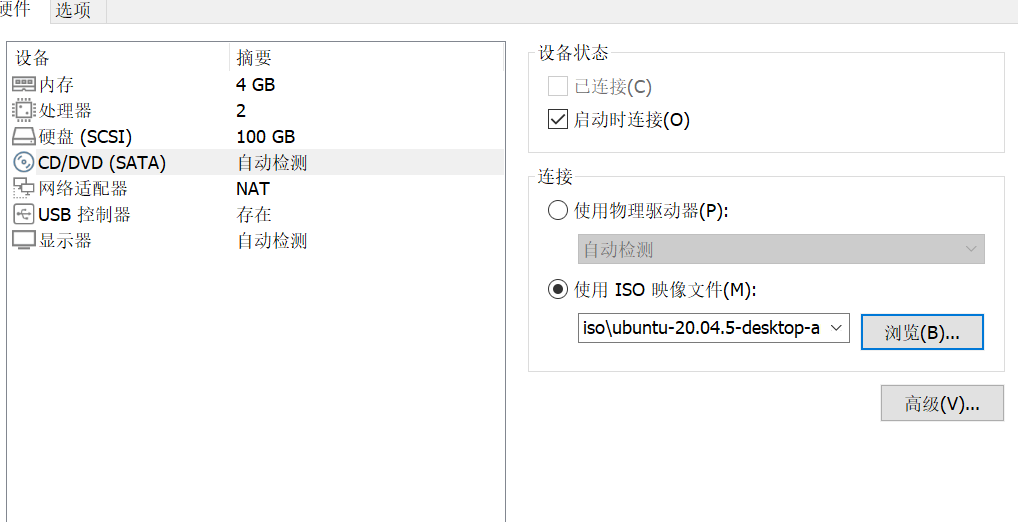 硬件 选项
设备 摘要
内存 4 GB
处理器 2
硬盘 (SCSI) 100 GB
CD/DVD (SATA) 自动检测
网络适配器 NAT
USB 控制器 存在
显示器 自动检测
设备状态
已连接(C)
启动时连接(O)
连接
使用物理驱动器(P):
自动检测
使用 ISO 映像文件(M):
iso\ubuntu-20.04.5-desktop-a
浏览(B)...
高级(V)...